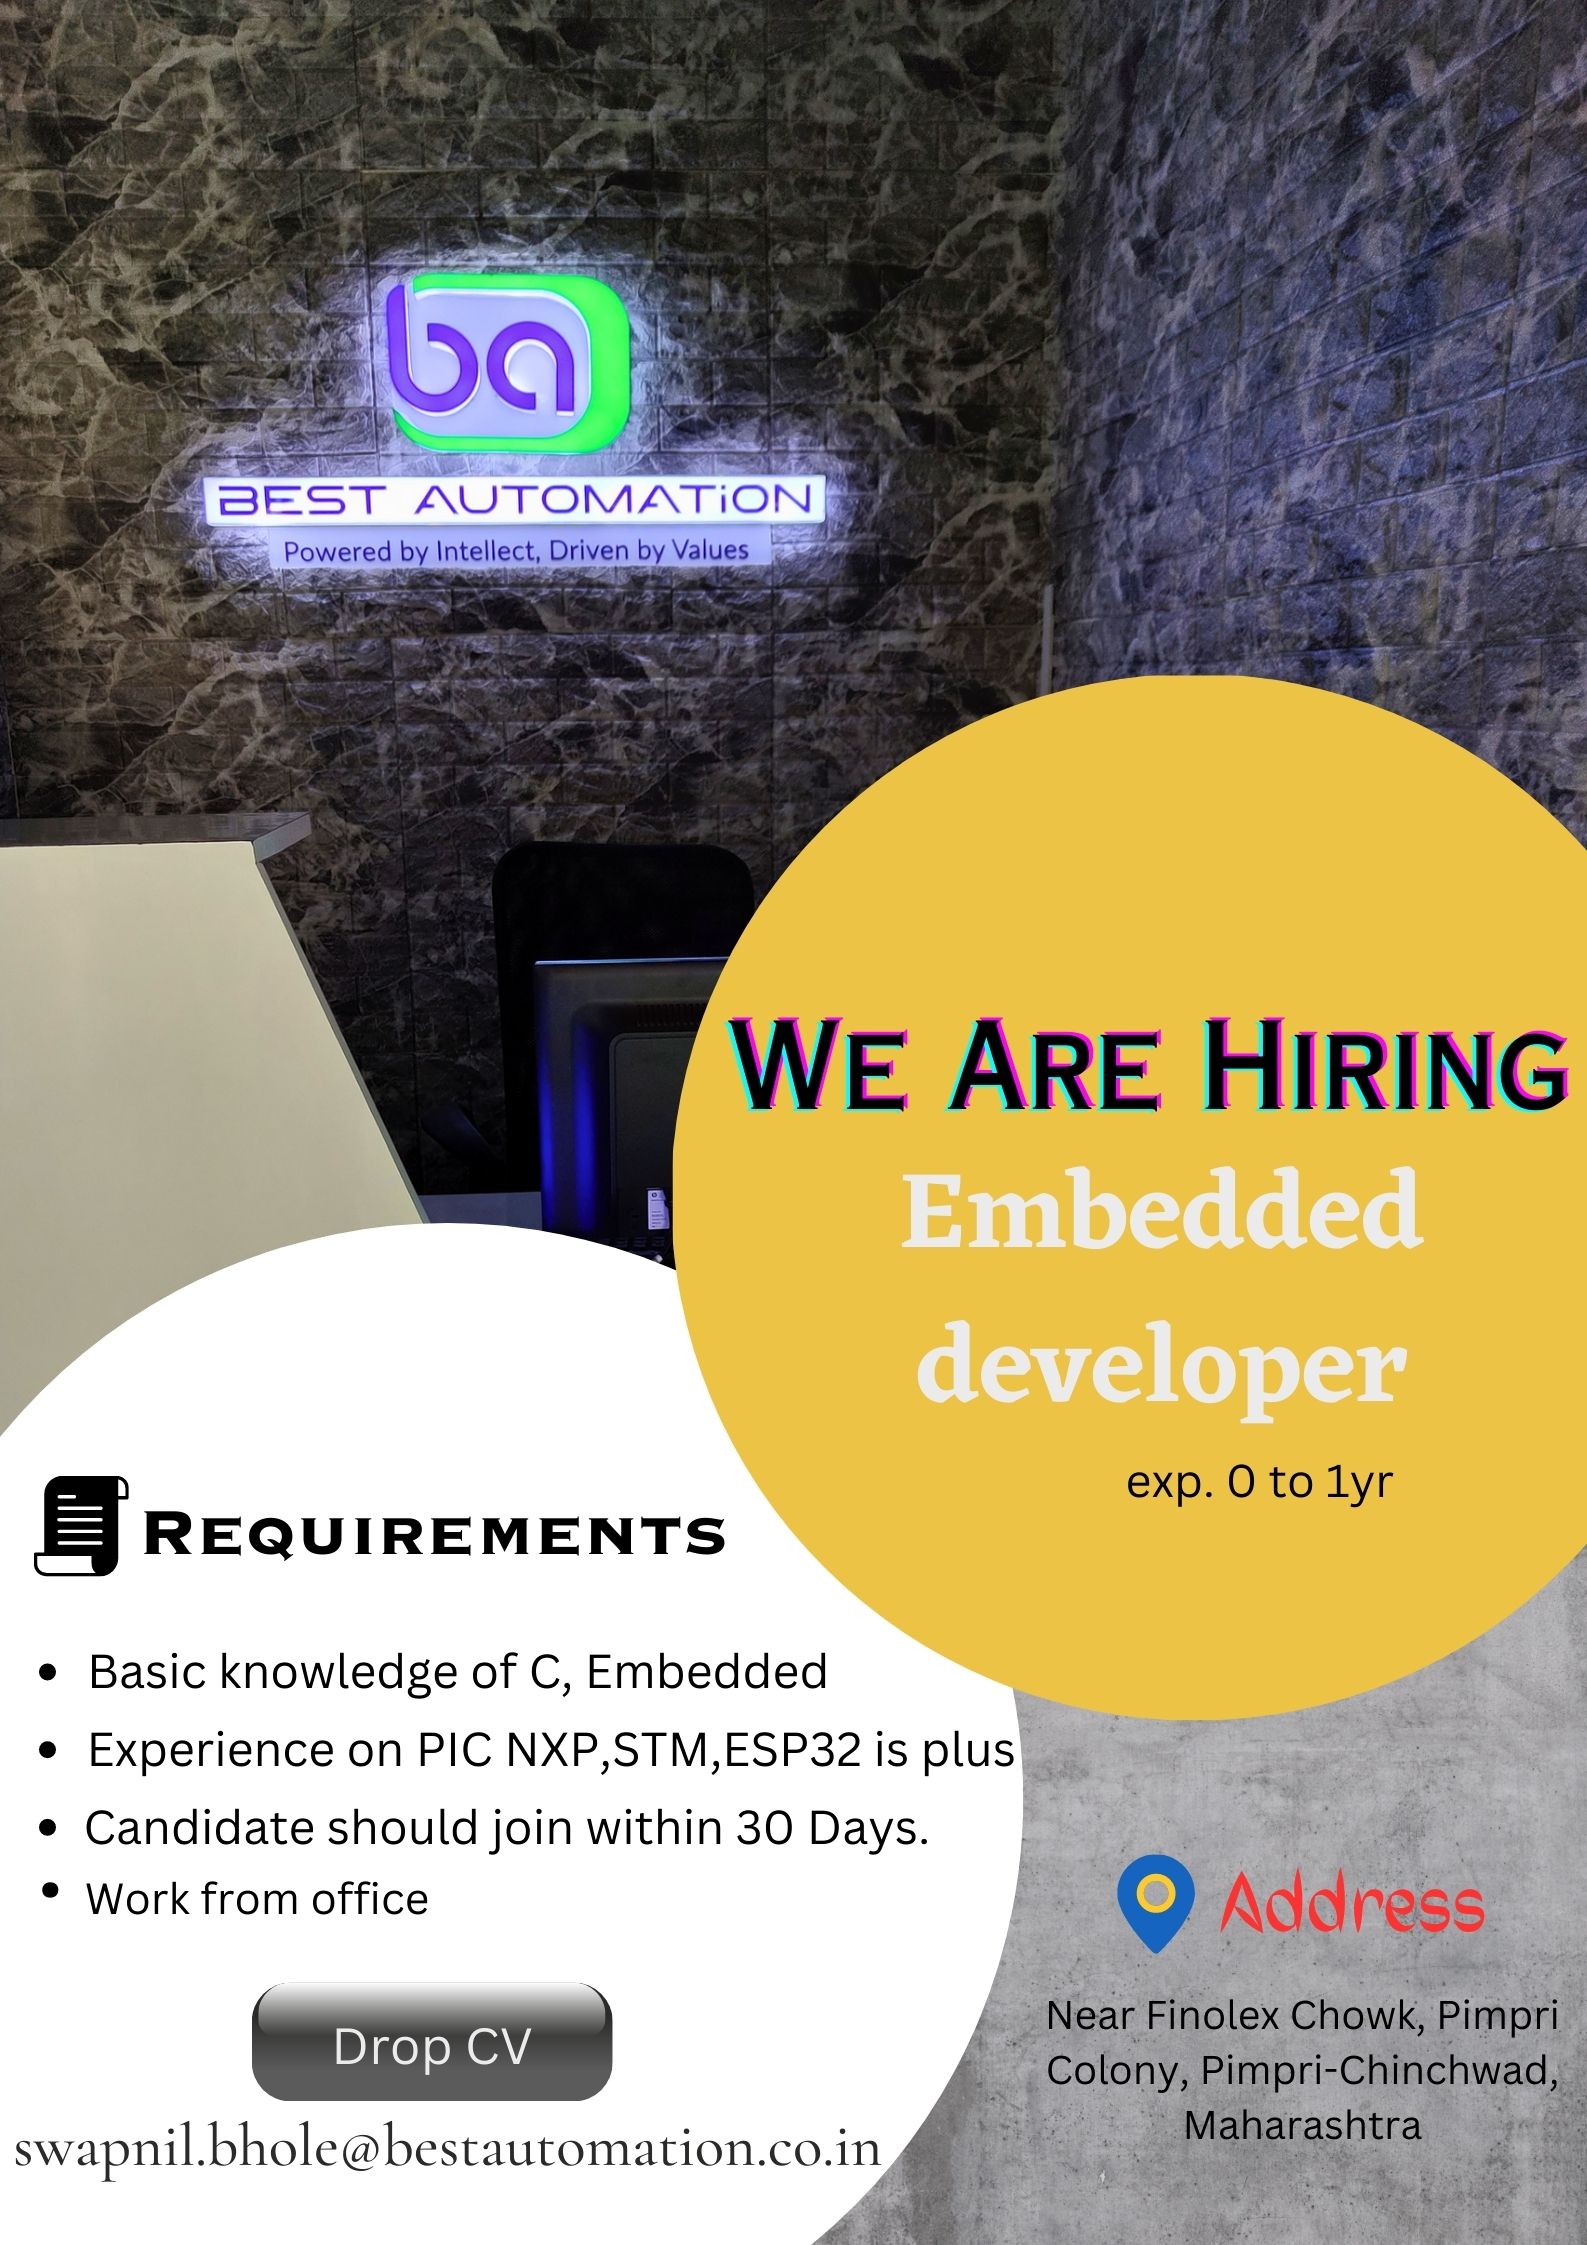 ba
BEST AUTOMATiON
Powered by Intellect, Driven by Values
WE ARE HIRING
Embedded
developer
exp. 0 to 1yr
REQUIREMENTS
• Basic knowledge of C, Embedded
• Experience on PIC NXP,STM,ESP32 is plus
• Candidate should join within 30 Days.
• Work from office
Drop CV
swapnil.bhole@bestautomation.co.in
Address
Near Finolex Chowk, Pimpri
Colony, Pimpri-Chinchwad,
Maharashtra